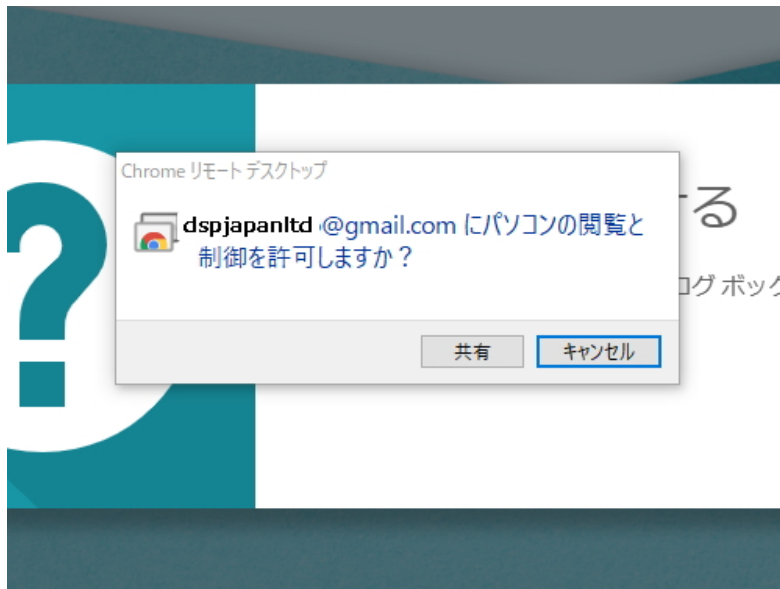 Chrome リモート デスクトップ
dspjapanltd @gmail.com にパソコンの閲覧と
制御を許可しますか？
する
ログ ボック
共有
キャンセル